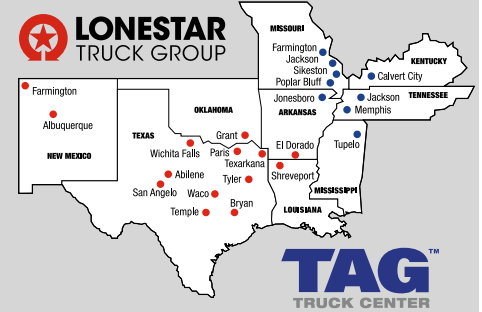 LONESTAR
TRUCK GROUP
MISSOURI
Farmington
Jackson
Sikeston
Poplar Bluff
KENTUCKY
Calvert City
Farmington
Albuquerque
NEW MEXICO
OKLAHOMA
Grant
TEXAS
Wichita Falls
Paris
Texarkana
Jonesboro
ARKANSAS
El Dorado
Jackson
TENNESSEE
Memphis
Tupelo
Abilene
San Angelo
Tyler
Waco
Temple
Bryan
Shreveport
MISSISSIPPI
LOUISIANA
TAG™
TRUCK CENTER